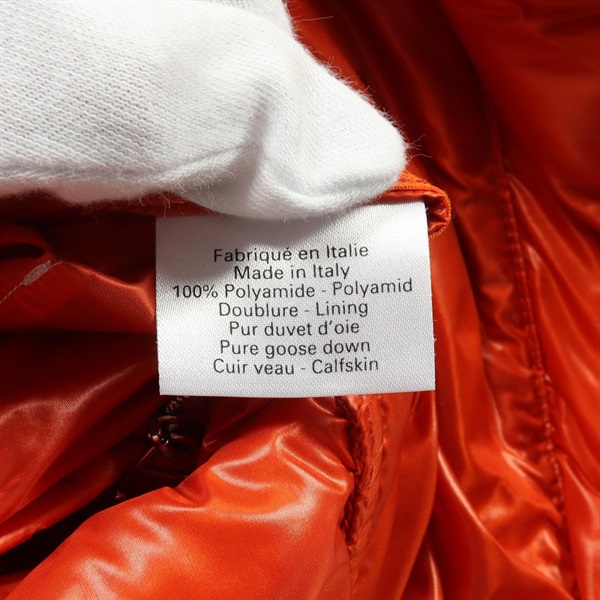 Fabriqué en Italie
Made in Italy
100% Polyamide - Polyamid
Doublure - Lining
Pur duvet d'oie
Pure goose down
Cuir veau - Calfskin